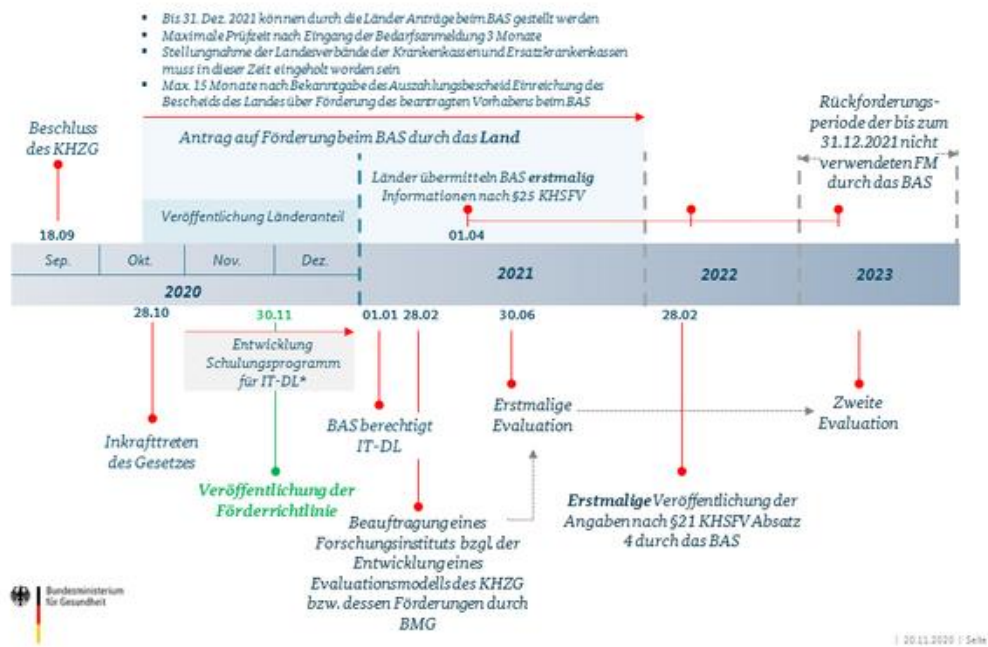 ▪ Bis 31. Dez. 2021 können durch die Länder Anträge beim BAS gestellt werden
▪ Maximale Prüfzeit nach Eingang der Bedarfsanmeldung 3 Monate
▪ Stellungnahme der Landesverbände der Krankenkassen und Ersatzkrankenkassen
muss in dieser Zeit eingeholt worden sein
▪ Max. 15 Monate nach Bekanntgabe des Auszahlungsbescheid Einreichung des
Bescheids des Landes über Förderung des beantragten Vorhabens beim BAS
Beschluss
des KHZG
Antrag auf Förderung beim BAS durch das Land
Rückforderungs-
periode der bis zum
31.12.2021 nicht
verwendeten FM
durch das BAS
Länder übermitteln BAS erstmalig
Informationen nach §25 KHSFV
Veröffentlichung Länderanteil
18.09
01.04
Sep.
Okt.
Nov.
Dez.
2020
2021
2022
2023
28.10
30.11
01.01
28.02
30.06
28.02
Entwicklung
Schulungsprogramm
für IT-DL*
Inkrafttreten
des Gesetzes
BAS berechtigt
IT-DL
Erstmalige
Evaluation
Zweite
Evaluation
Veröffentlichung der
Förderrichtlinie
Beauftragung eines
Forschungsinstituts bzgl. der
Entwicklung eines
Evaluationsmodells des KHZG
bzw. dessen Förderungen durch
BMG
Erstmalige Veröffentlichung der
Angaben nach §21 KHSFV Absatz
4 durch das BAS
Bundesministerium
für Gesundheit
| 20.11.2020 | Seite